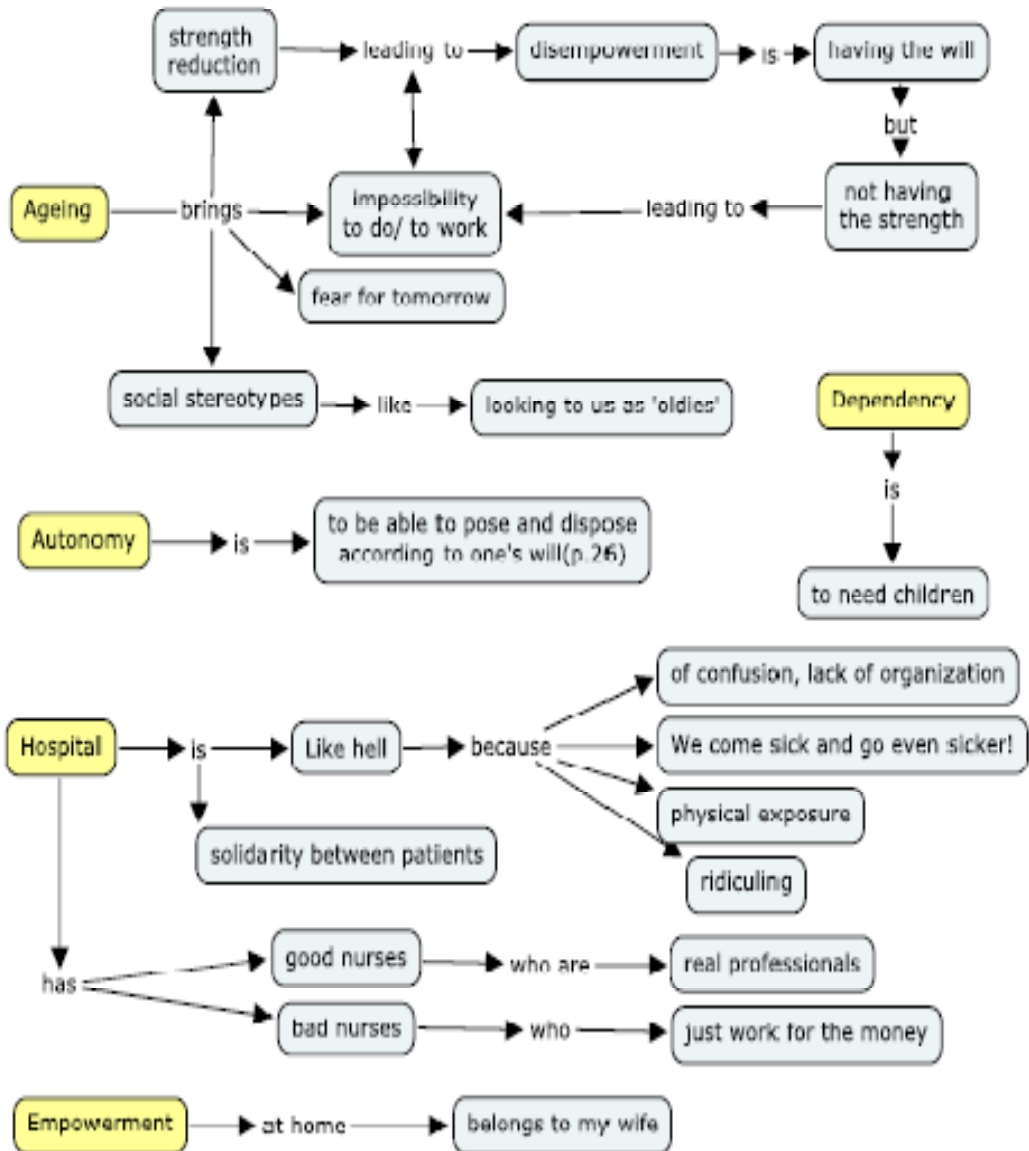 strength
reduction
leading to
disempowerment
is
having the will
but
not having
the strength
leading to
impossibility
to do/ to work
Ageing
brings
fear for tomorrow
social stereotypes
like
looking to us as 'oldies'
Dependency
is
to need children
Autonomy
is
to be able to pose and dispose
according to one's will(p.26)
Hospital
is
Like hell
because
of confusion, lack of organization
We come sick and go even sicker!
physical exposure
ridiculing
solidarity between patients
has
good nurses
who are
real professionals
bad nurses
who
just work for the money
Empowerment
at home
belongs to my wife